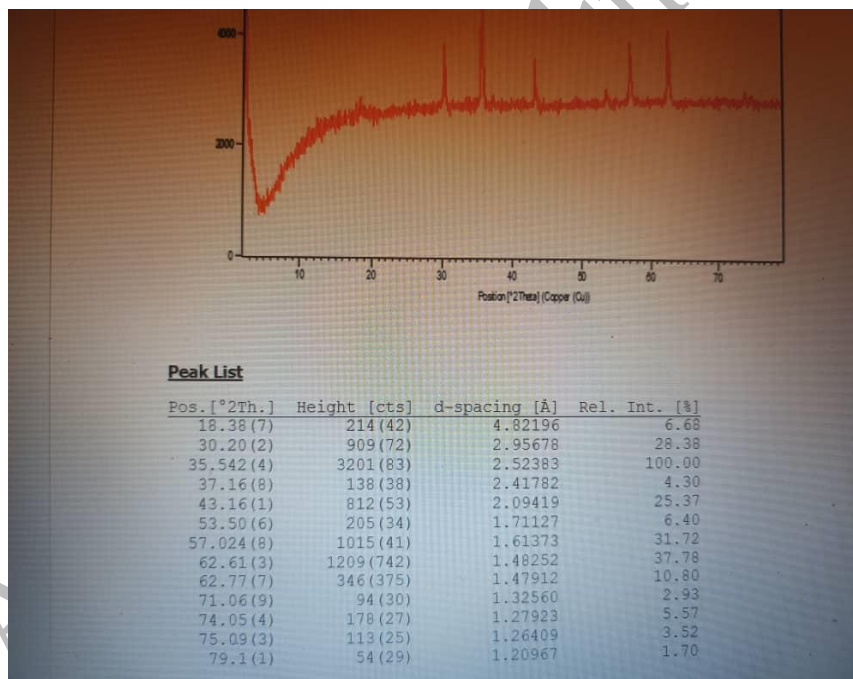 4000
2000
0
10 20 30 40 50 60 70
Position [°2Theta] (Copper (Cu))
Peak List
Pos.[°2Th.] Height [cts] d-spacing [Å] Rel. Int. [%]
18.38(7) 214(42) 4.82196 6.68
30.20(2) 909(72) 2.95678 28.38
35.542(4) 3201(83) 2.52383 100.00
37.16(8) 138(38) 2.41782 4.30
43.16(1) 812(53) 2.09419 25.37
53.50(6) 205(34) 1.71127 6.40
57.024(8) 1015(41) 1.61373 31.72
62.61(3) 1209(742) 1.48252 37.78
62.77(7) 346(375) 1.47912 10.80
71.06(9) 94(30) 1.32560 2.93
74.05(4) 178(27) 1.27923 5.57
75.09(3) 113(25) 1.26409 3.52
79.1(1) 54(29) 1.20967 1.70